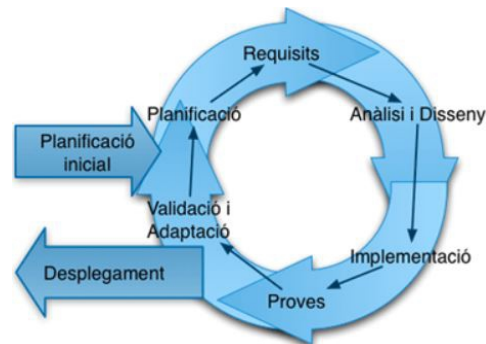 Requisits
Planificació
Anàlisi i Disseny
Planificació
inicial
Validació i
Adaptació
Implementació
Desplegament
Proves